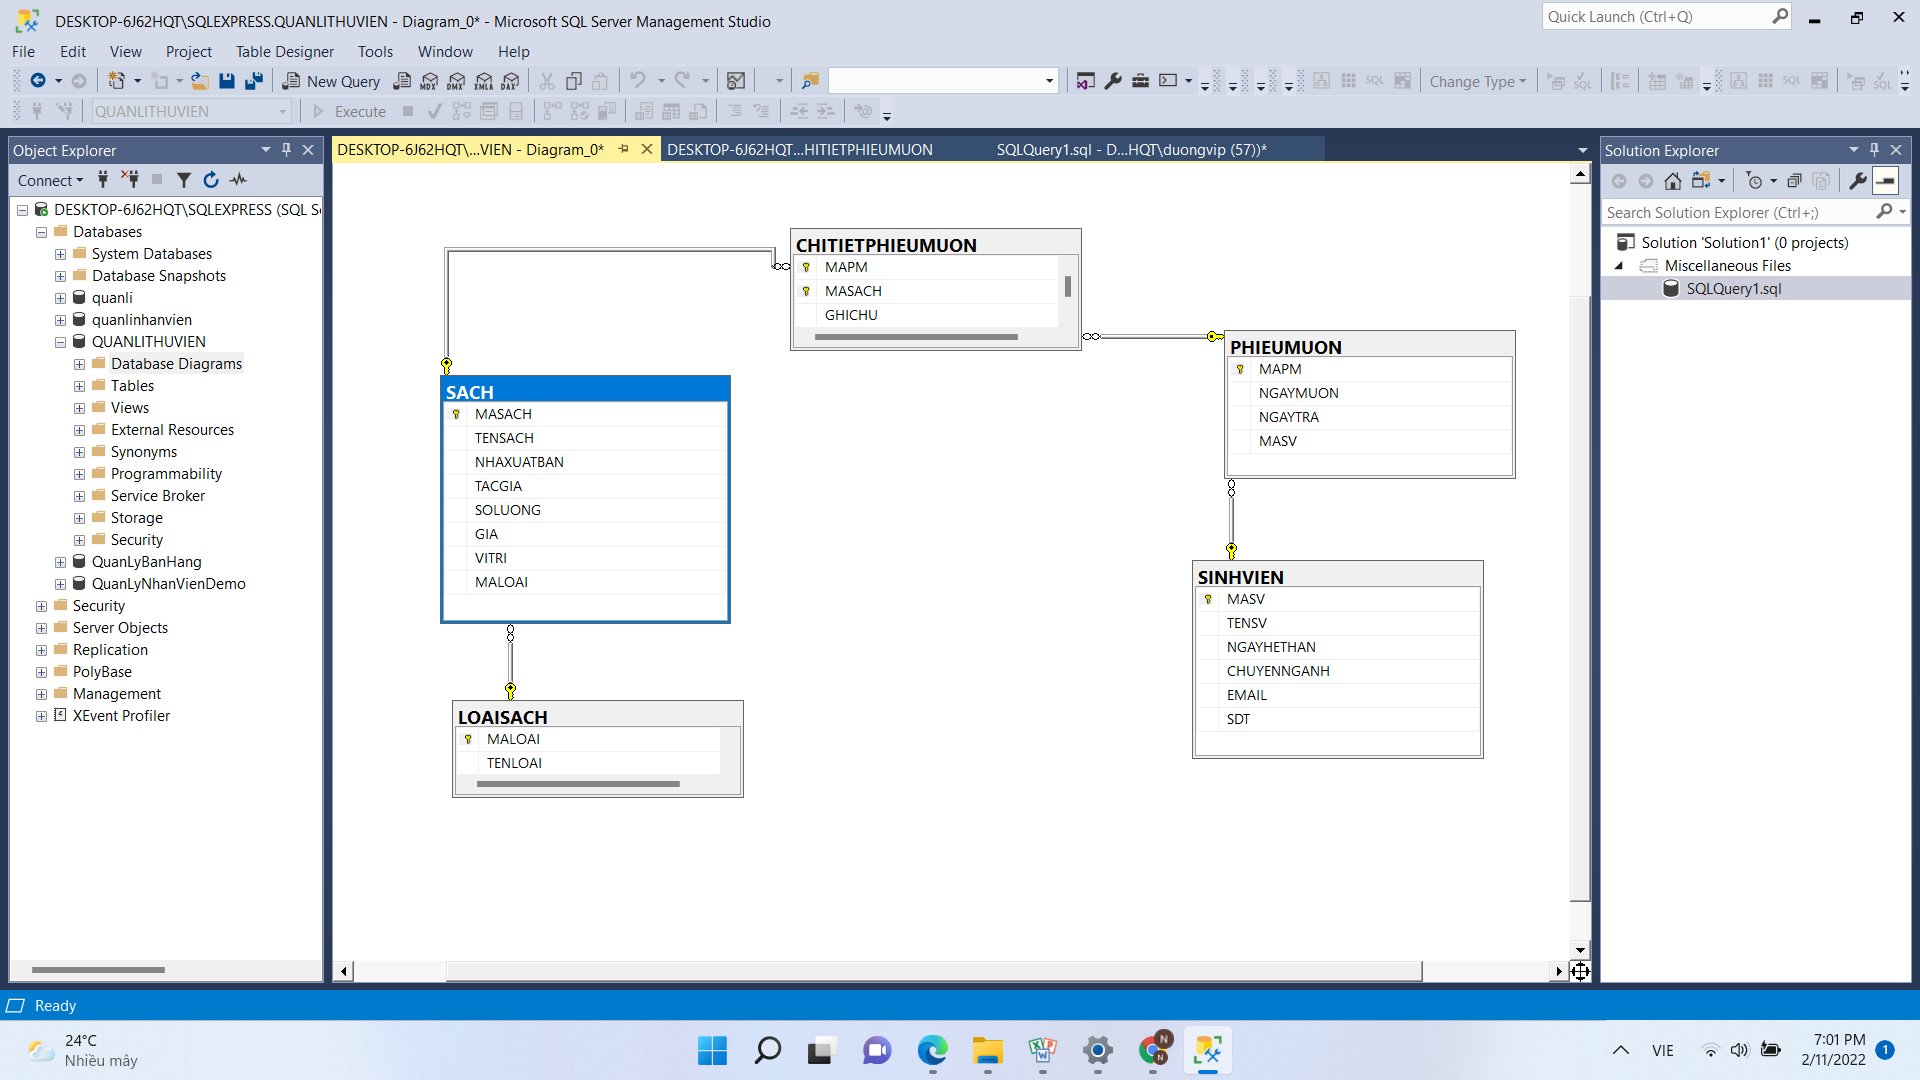 DESKTOP-6J62HQT\SQLEXPRESS.QUANLITHUVIEN - Diagram_0* - Microsoft SQL Server Management Studio
Quick Launch (Ctrl+Q)
File Edit View Project Table Designer Tools Window Help
New Query MDX DMX XMLA DAX SQL Change Type SQL
QUANLITHUVIEN Execute
Object Explorer
Connect
DESKTOP-6J62HQT\SQLEXPRESS (SQL S
Databases
System Databases
Database Snapshots
quanli
quanlinhanvien
QUANLITHUVIEN
Database Diagrams
Tables
Views
External Resources
Synonyms
Programmability
Service Broker
Storage
Security
QuanLyBanHang
QuanLyNhanVienDemo
Security
Server Objects
Replication
PolyBase
Management
XEvent Profiler
DESKTOP-6J62HQT\...VIEN - Diagram_0*
DESKTOP-6J62HQT...HITIETPHIEUMUON
SQLQuery1.sql - D...HQT\duongvip (57))*
CHITIETPHIEUMUON
MAPM
MASACH
GHICHU
SACH
MASACH
TENSACH
NHAXUATBAN
TACGIA
SOLUONG
GIA
VITRI
MALOAI
LOAISACH
MALOAI
TENLOAI
PHIEUMUON
MAPM
NGAYMUON
NGAYTRA
MASV
SINHVIEN
MASV
TENSV
NGAYHETHAN
CHUYENNGANH
EMAIL
SDT
Solution Explorer
Search Solution Explorer (Ctrl+;)
Solution 'Solution1' (0 projects)
Miscellaneous Files
SQLQuery1.sql
Ready
24°C
Nhiều mây
VIE
7:01 PM
2/11/2022
1